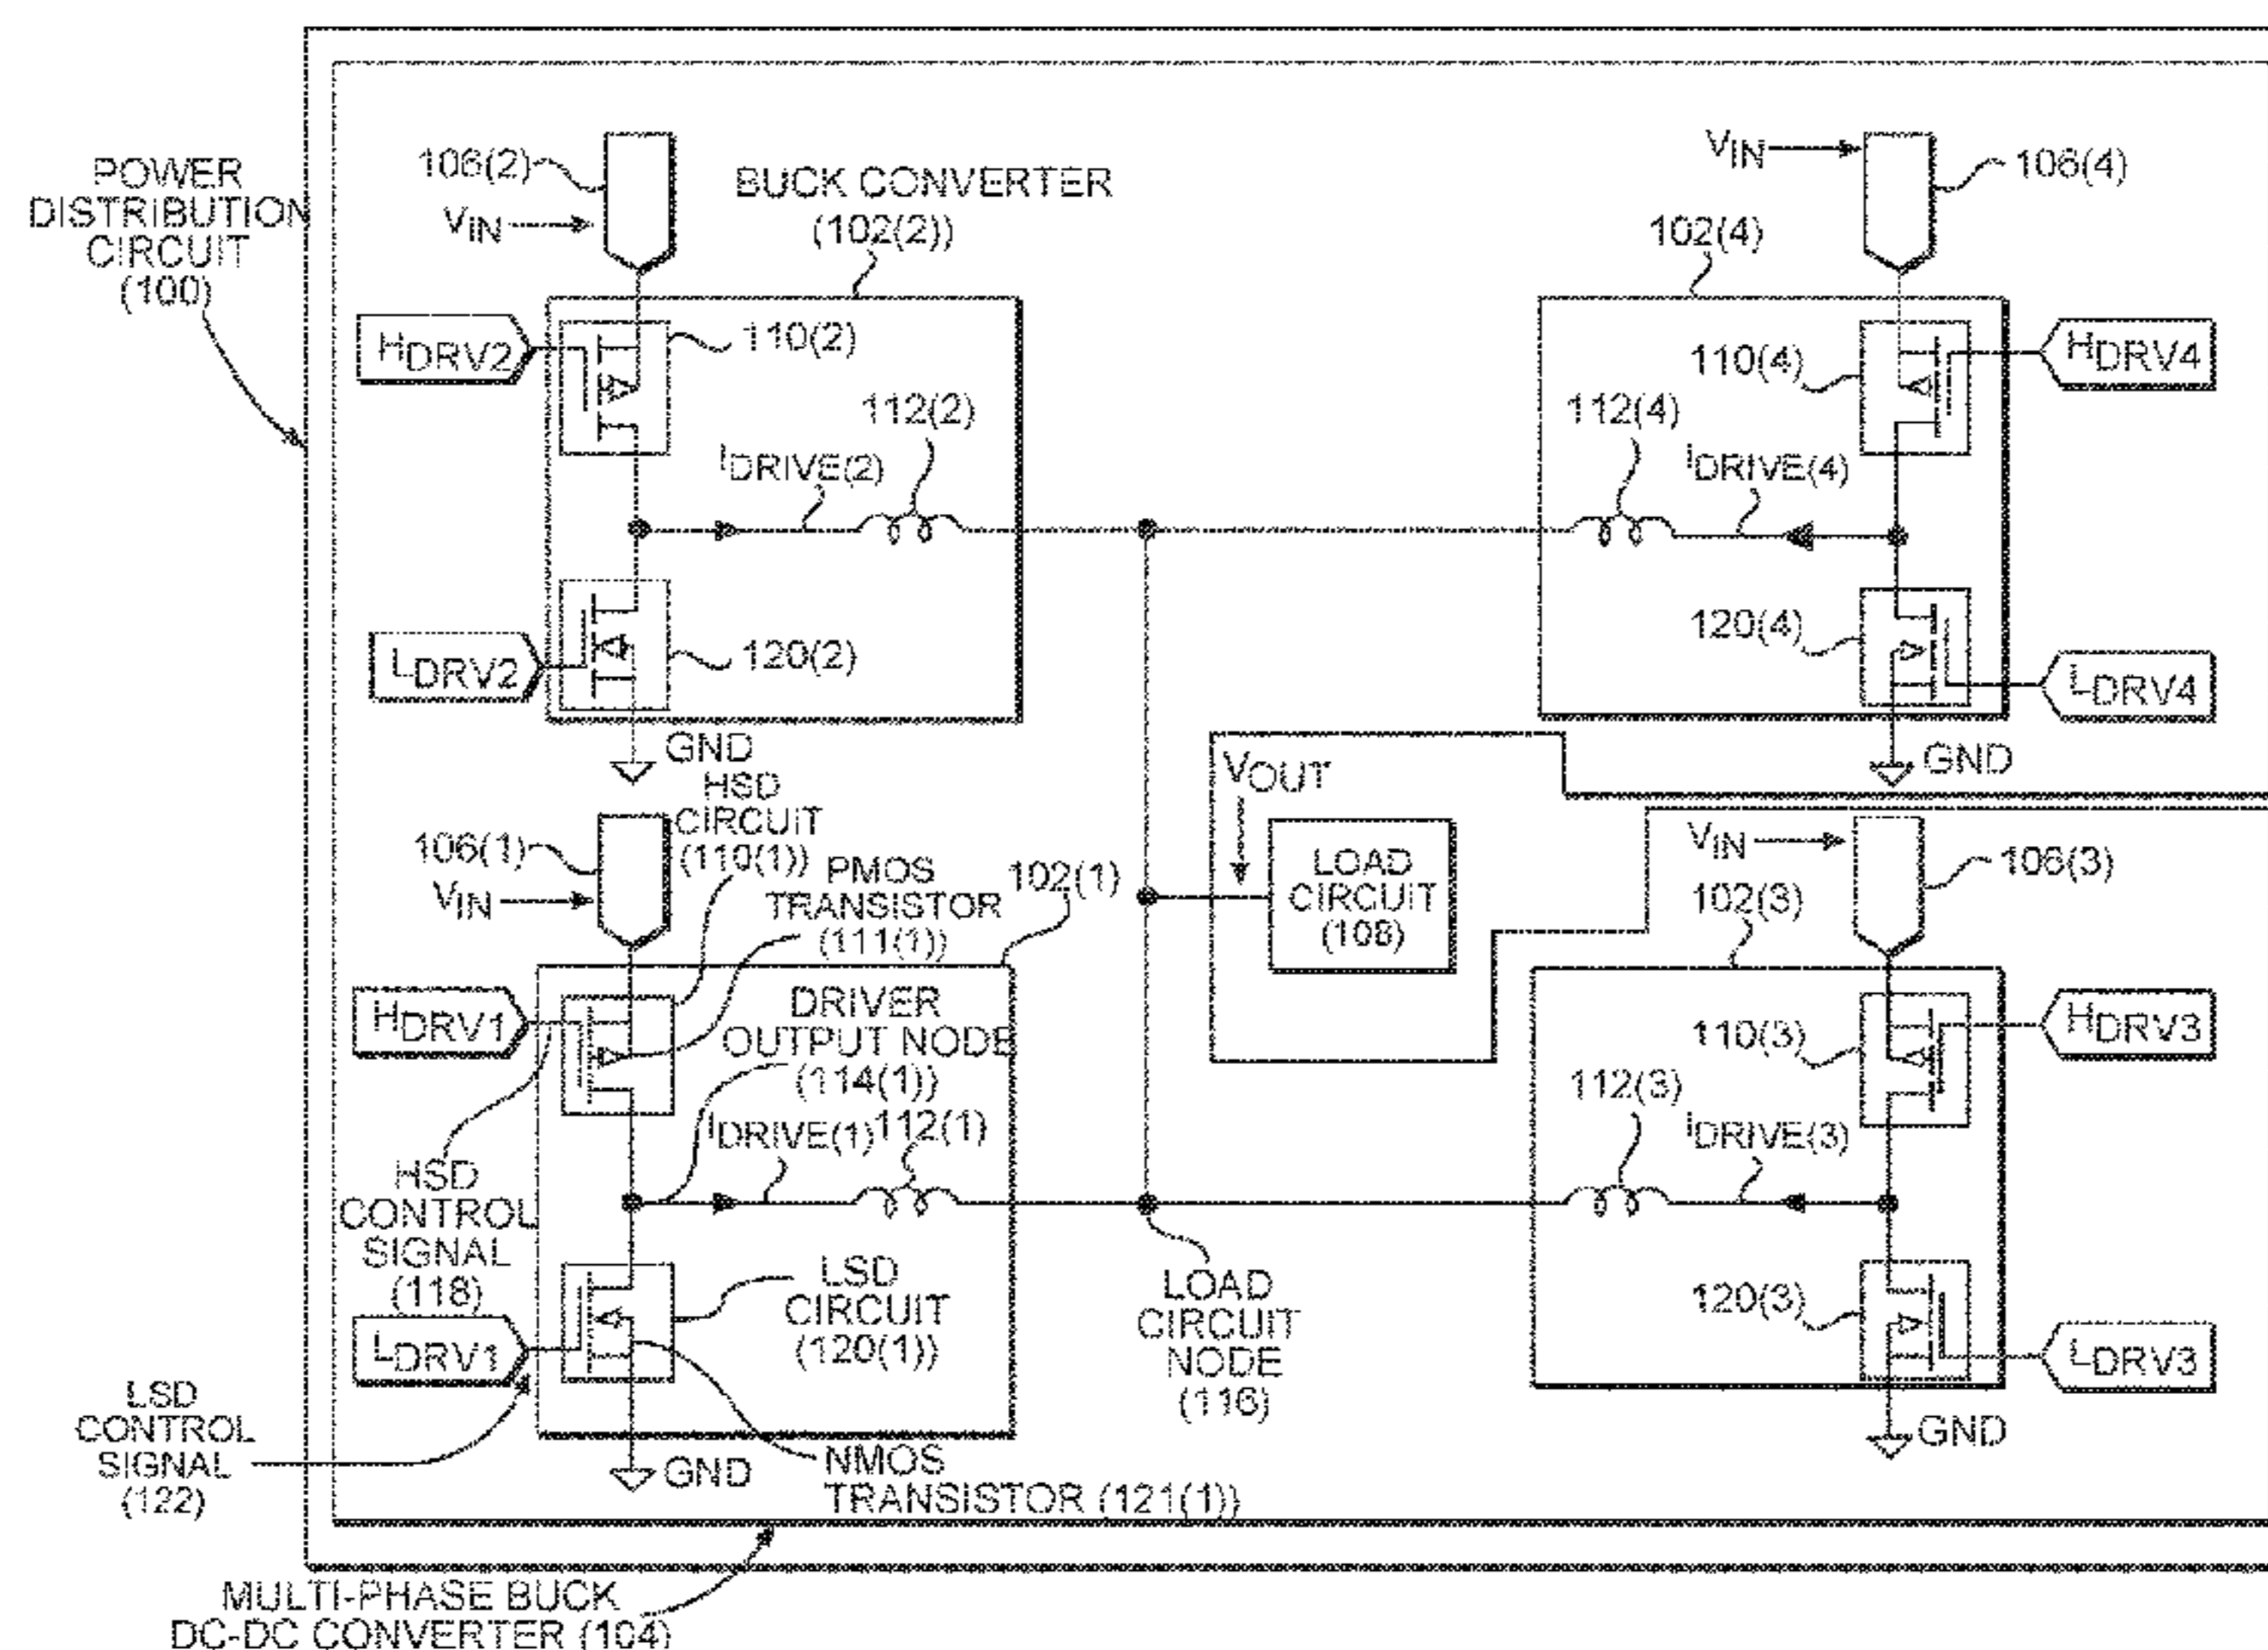 POWER
DISTRIBUTION
CIRCUIT
(100)
106(2)
VIN
BUCK CONVERTER
(102(2))
VIN
106(4)
102(4)
HDRV2
110(2)
112(2)
IDRIVE(2)
LDRV2
120(2)
GND
110(4)
HDRV4
112(4)
IDRIVE(4)
120(4)
LDRV4
GND
VOUT
LOAD
CIRCUIT
(108)
HSD
CIRCUIT
(110(1))
106(1)
VIN
PMOS
TRANSISTOR
(111(1))
102(1)
VIN
106(3)
102(3)
HDRV1
DRIVER
OUTPUT NODE
(114(1))
IDRIVE(1)
112(1)
HSD
CONTROL
SIGNAL
(118)
LDRV1
LSD
CIRCUIT
(120(1))
LOAD
CIRCUIT
NODE
(116)
110(3)
HDRV3
112(3)
IDRIVE(3)
120(3)
LDRV3
GND
LSD
CONTROL
SIGNAL
(122)
GND
NMOS
TRANSISTOR (121(1))
MULTI-PHASE BUCK
DC-DC CONVERTER (104)